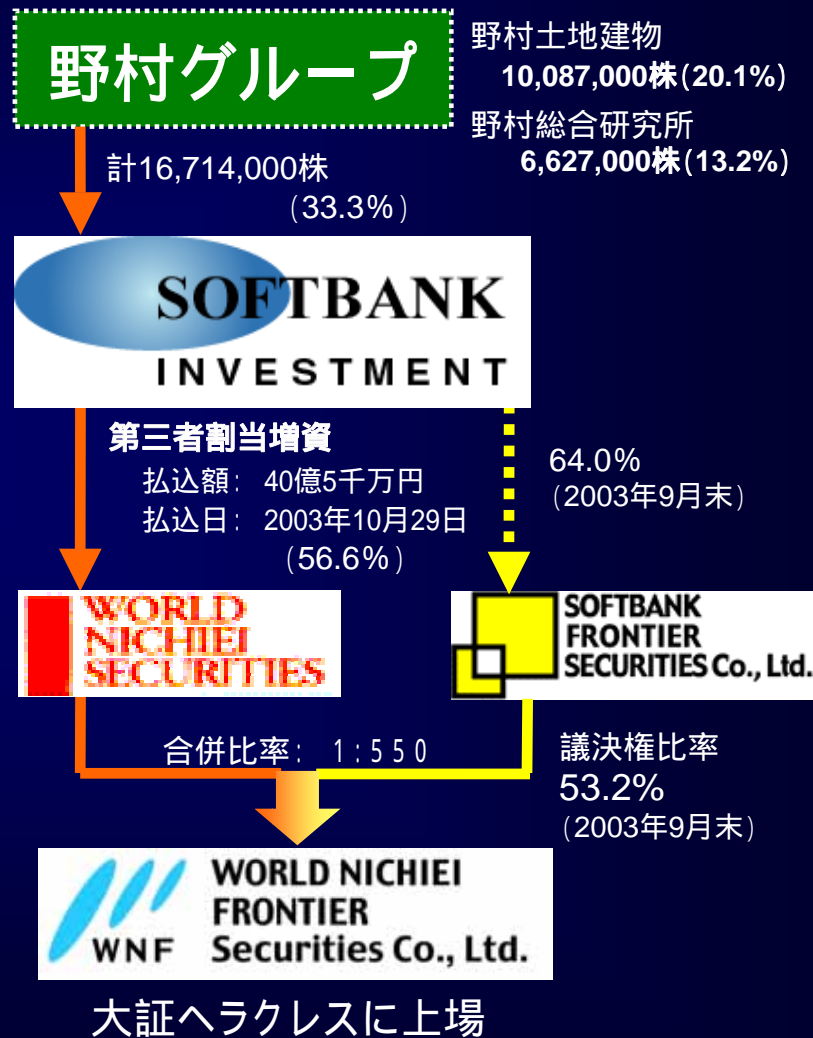 野村グループ
野村土地建物
10,087,000株(20.1%)
野村総合研究所
6,627,000株(13.2%)
計16,714,000株
(33.3%)
SOFTBANK
INVESTMENT
第三者割当増資
払込額: 40億5千万円
払込日: 2003年10月29日
(56.6%)
64.0%
(2003年9月末)
WORLD
NICHIEI
SECURITIES
SOFTBANK
FRONTIER
SECURITIES Co., Ltd.
合併比率: 1:550
議決権比率
53.2%
(2003年9月末)
WNF
WORLD NICHIEI
FRONTIER
Securities Co., Ltd.
大証ヘラクレスに上場